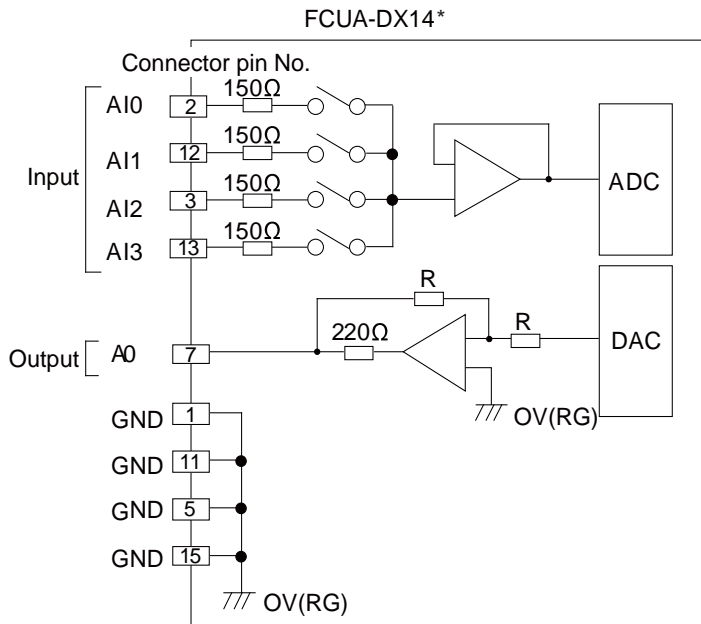 FCUA-DX14*
Connector pin No.
Input
AI0
2
150Ω
AI1
12
150Ω
AI2
3
150Ω
AI3
13
150Ω
ADC
R
R
220Ω
DAC
Output
A0
7
OV(RG)
GND
1
GND
11
GND
5
GND
15
OV(RG)